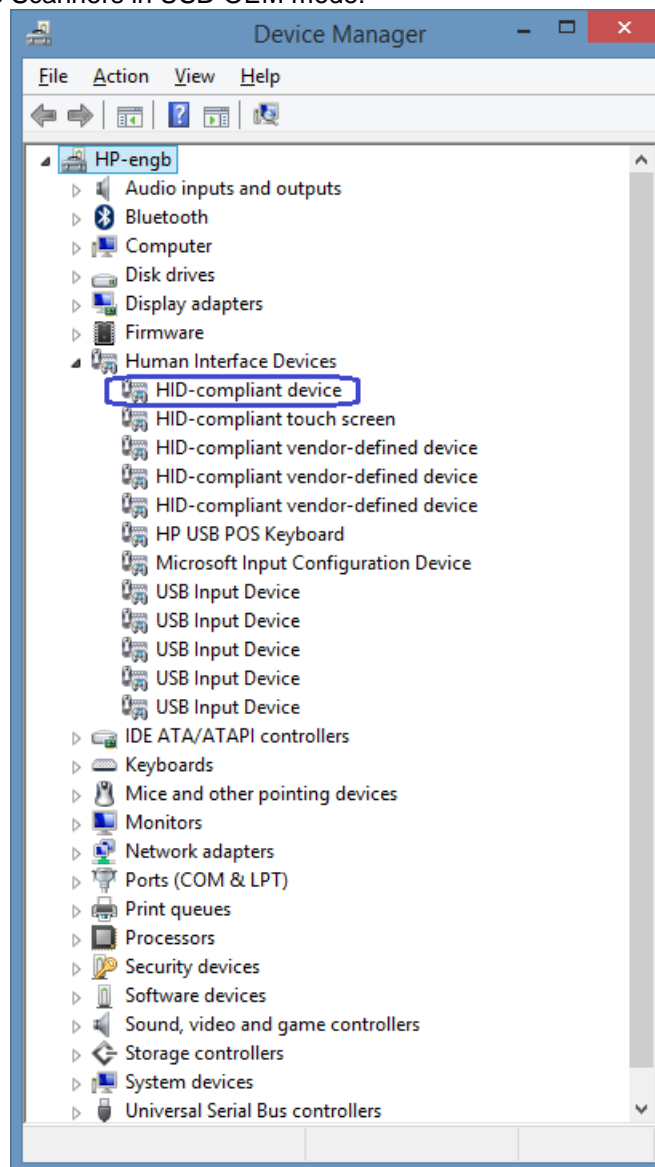 Scanners in USB OEM mode.
Device Manager
File Action View Help
HP-engb
Audio inputs and outputs
Bluetooth
Computer
Disk drives
Display adapters
Firmware
Human Interface Devices
HID-compliant device
HID-compliant touch screen
HID-compliant vendor-defined device
HID-compliant vendor-defined device
HID-compliant vendor-defined device
HP USB POS Keyboard
Microsoft Input Configuration Device
USB Input Device
USB Input Device
USB Input Device
USB Input Device
USB Input Device
IDE ATA/ATAPI controllers
Keyboards
Mice and other pointing devices
Monitors
Network adapters
Ports (COM & LPT)
Print queues
Processors
Security devices
Software devices
Sound, video and game controllers
Storage controllers
System devices
Universal Serial Bus controllers